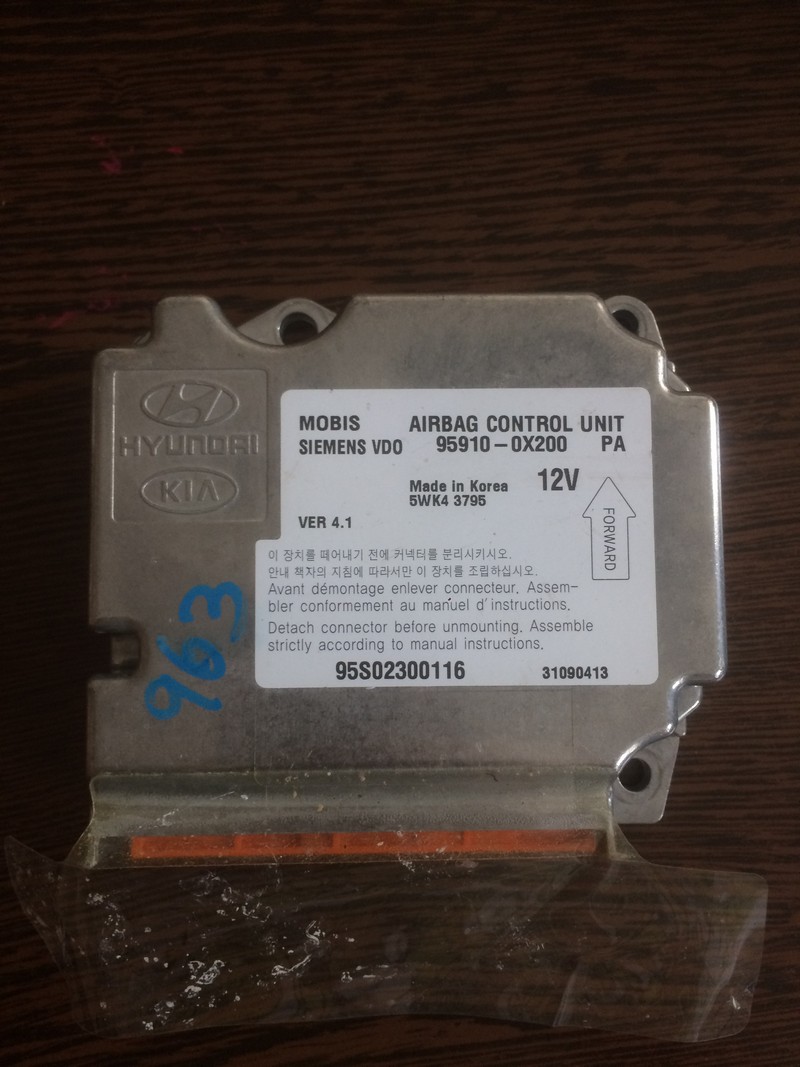 HYUNDAI
KIA
MOBIS AIRBAG CONTROL UNIT
SIEMENS VDO 95910-0X200 PA
Made in Korea 12V
5WK4 3795
FORWARD
VER 4.1
이 장치를 떼어내기 전에 커넥터를 분리시키시오.
안내 책자의 지침에 따라서만 이 장치를 조립하십시오.
Avant démontage enlever connecteur. Assem-
bler conformement au manuel d'instructions.
Detach connector before unmounting. Assemble
strictly according to manual instructions.
95S02300116 31090413
963